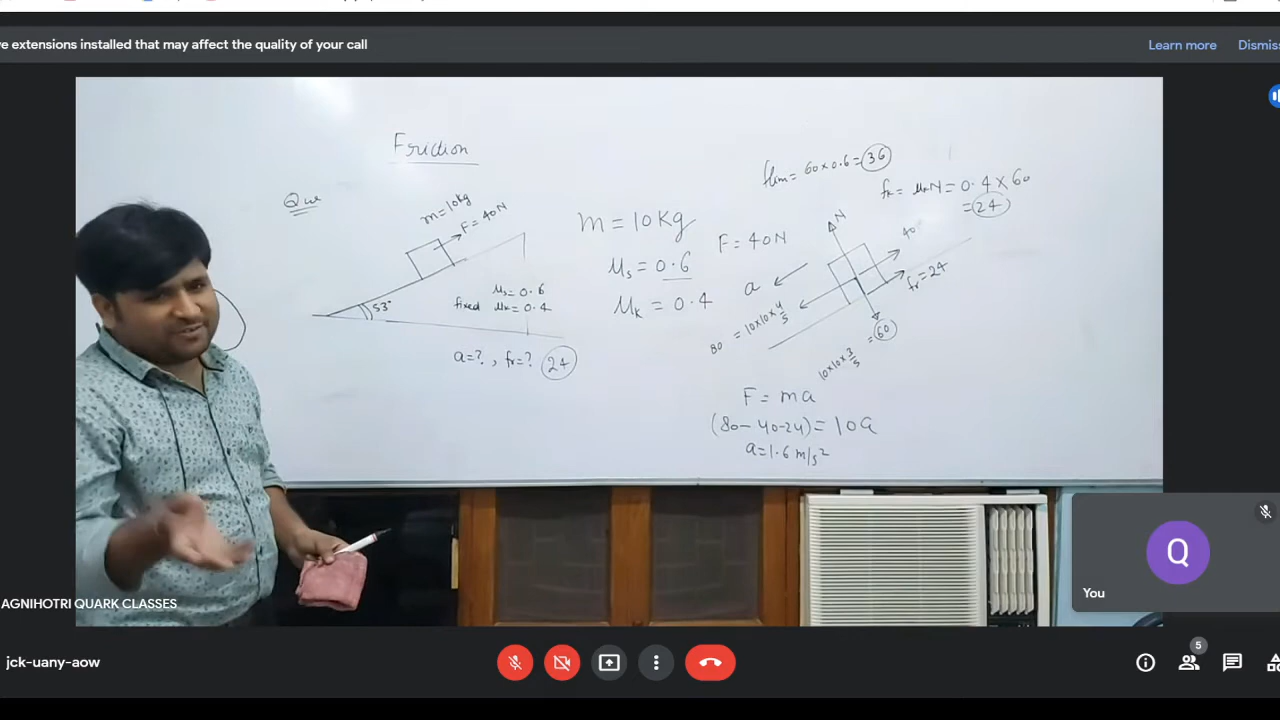 e extensions installed that may affect the quality of your call
Learn more
Dismiss
Friction
Que
m=10kg
F=40N
53°
fixed
μs=0.6
μk=0.4
a=?, fr=? 24
m = 10Kg
μs = 0.6
μk = 0.4
F = 40N
flim = 60×0.6 = 36
fk = μkN = 0.4×60
= 24
N
40
fr=24
a
80 = 10×10×4/5
10×10×3/5 = 60
F = ma
(80-40-24) = 10a
a=1.6 m/s²
AGNIHOTRI QUARK CLASSES
Q
You
jck-uany-aow
5